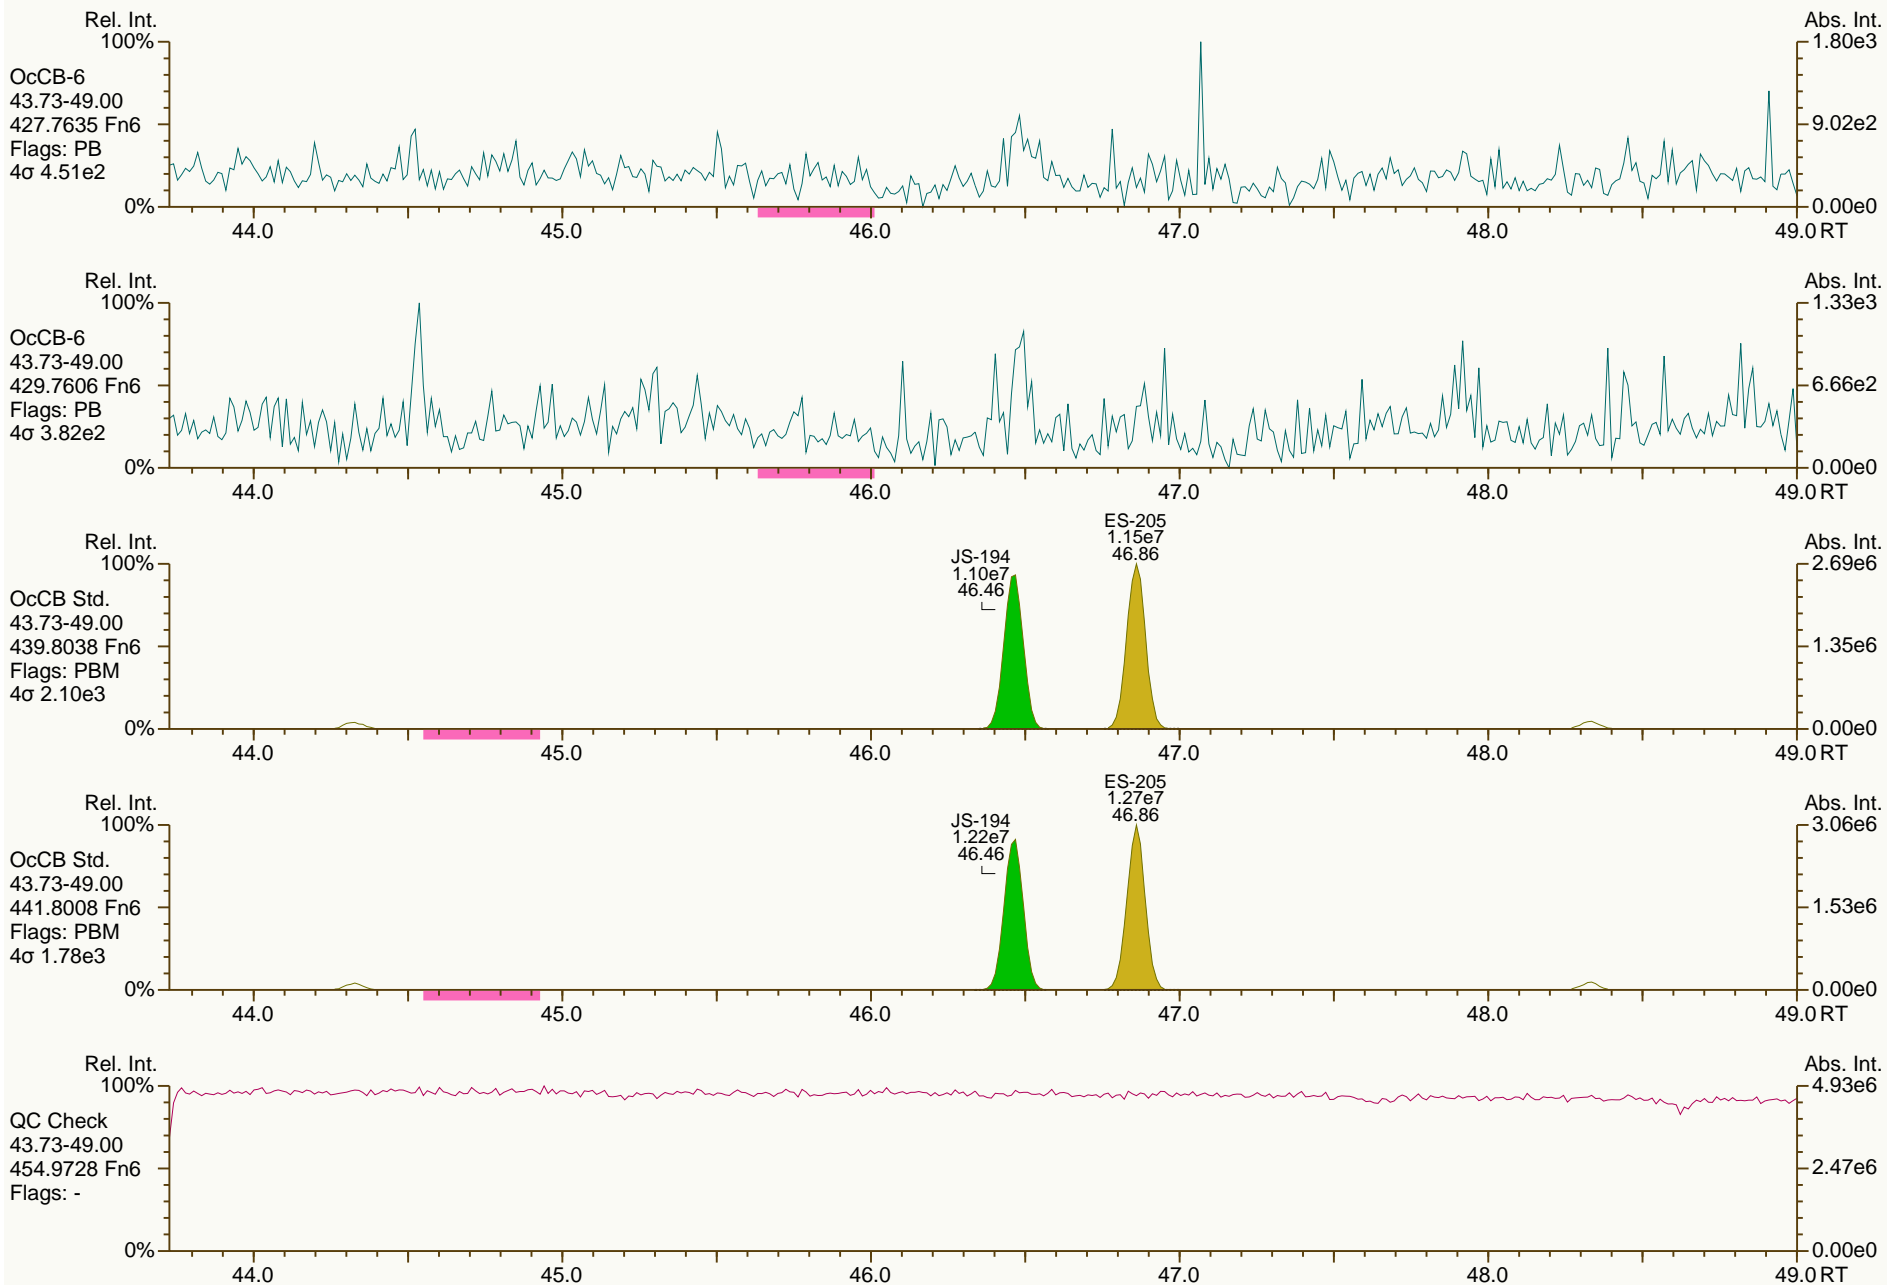 Rel. Int.
Abs. Int.
100%
1.80e3
OcCB-6
43.73-49.00
427.7635 Fn6
9.02e2
Flags: PB
4σ 4.51e2
0%
0.00e0
44.0 45.0 46.0 47.0 48.0 49.0 RT
Rel. Int.
Abs. Int.
100%
1.33e3
OcCB-6
43.73-49.00
429.7606 Fn6
6.66e2
Flags: PB
4σ 3.82e2
0%
0.00e0
44.0 45.0 46.0 47.0 48.0 49.0 RT
ES-205
1.15e7
46.86
Rel. Int.
Abs. Int.
JS-194
1.10e7
46.46
100%
2.69e6
OcCB Std.
43.73-49.00
439.8038 Fn6
1.35e6
Flags: PBM
4σ 2.10e3
0%
0.00e0
44.0 45.0 46.0 47.0 48.0 49.0 RT
ES-205
1.27e7
46.86
Rel. Int.
Abs. Int.
JS-194
1.22e7
46.46
100%
3.06e6
OcCB Std.
43.73-49.00
441.8008 Fn6
1.53e6
Flags: PBM
4σ 1.78e3
0%
0.00e0
44.0 45.0 46.0 47.0 48.0 49.0 RT
Rel. Int.
Abs. Int.
100%
4.93e6
QC Check
43.73-49.00
454.9728 Fn6
2.47e6
Flags: -
0%
0.00e0
44.0 45.0 46.0 47.0 48.0 49.0 RT